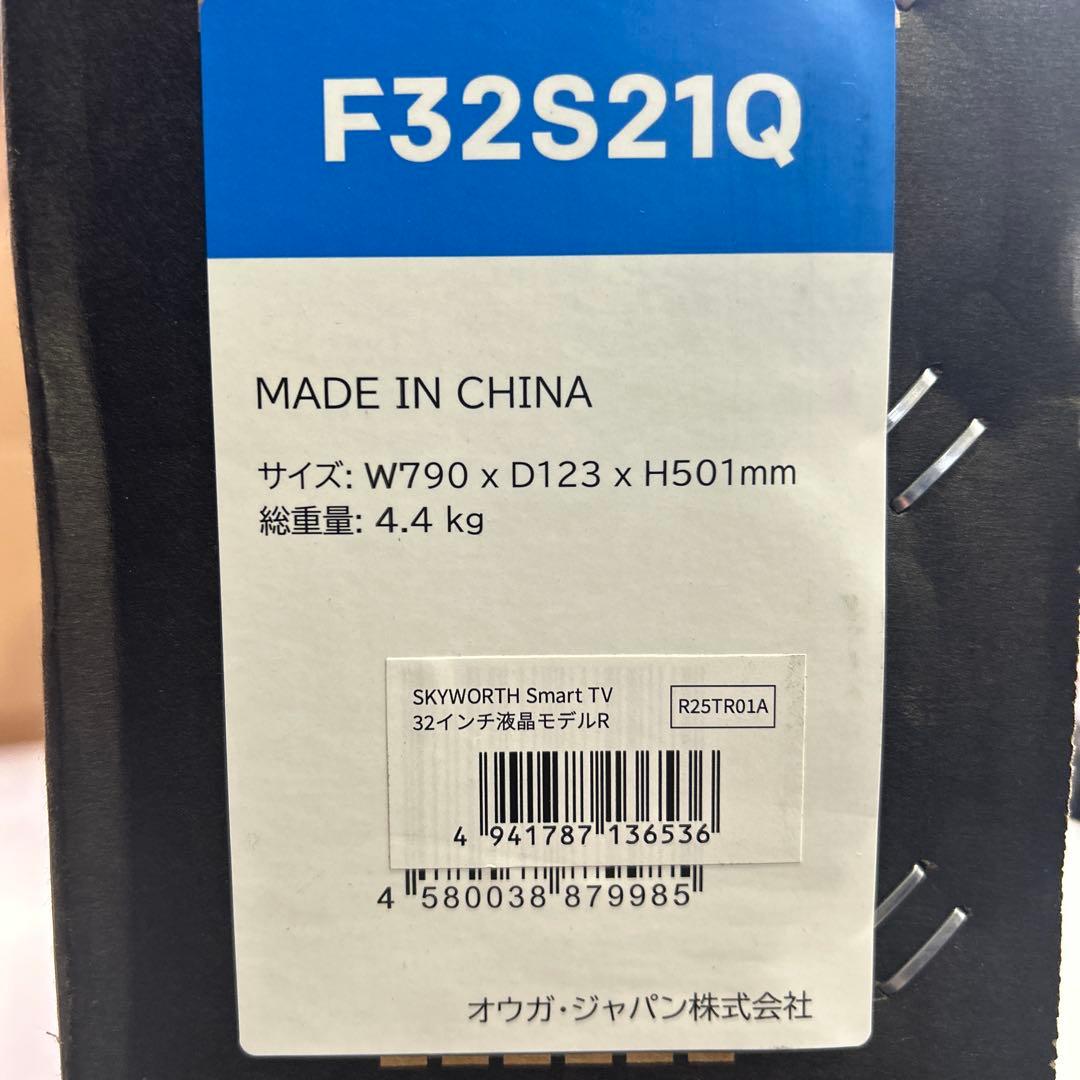 F32S21Q
MADE IN CHINA
サイズ: W790 x D123 x H501mm
総重量: 4.4 kg
SKYWORTH Smart TV
32インチ液晶モデルR
R25TR01A
4 941787 136536
4 580038 879985
オウガ・ジャパン株式会社